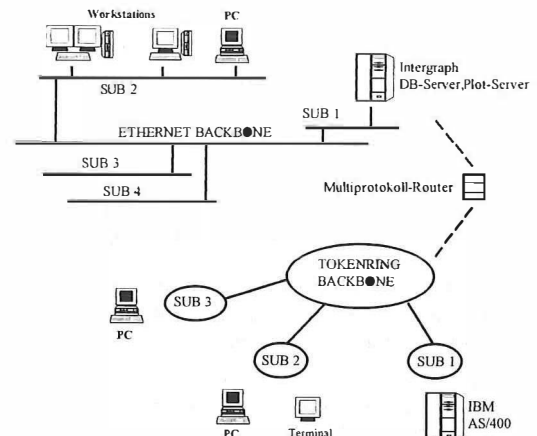 Workstations
PC
Intergraph
DB-Server,Plot-Server
SUB 2
SUB 1
ETHERNET BACKBONE
SUB 3
SUB 4
Multiprotokoll-Router
TOKENRING
BACKBONE
SUB 3
PC
SUB 2
SUB 1
PC
Terminal
IBM
AS/400